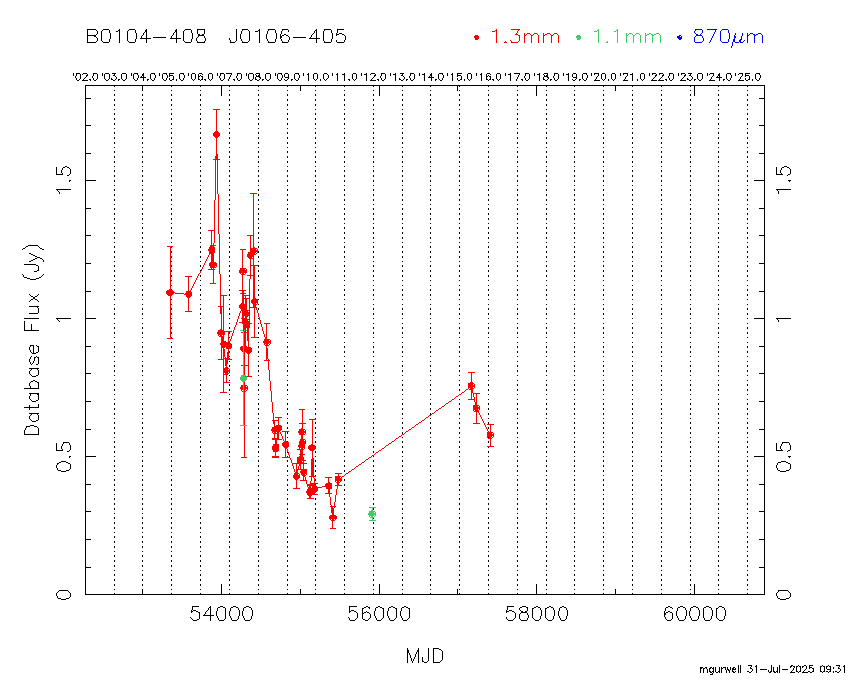 B0104-408 J0106-405 1.3mm 1.1mm 870μm
'02.0 '03.0 '04.0 '05.0 '06.0 '07.0 '08.0 '09.0 '10.0 '11.0 '12.0 '13.0 '14.0 '15.0 '16.0 '17.0 '18.0 '19.0 '20.0 '21.0 '22.0 '23.0 '24.0 '25.0
1.5 1.5
1 1
0.5 0.5
0 0
Database Flux (Jy)
54000 56000 58000 60000
MJD
mgurwell 31-Jul-2025 09:31